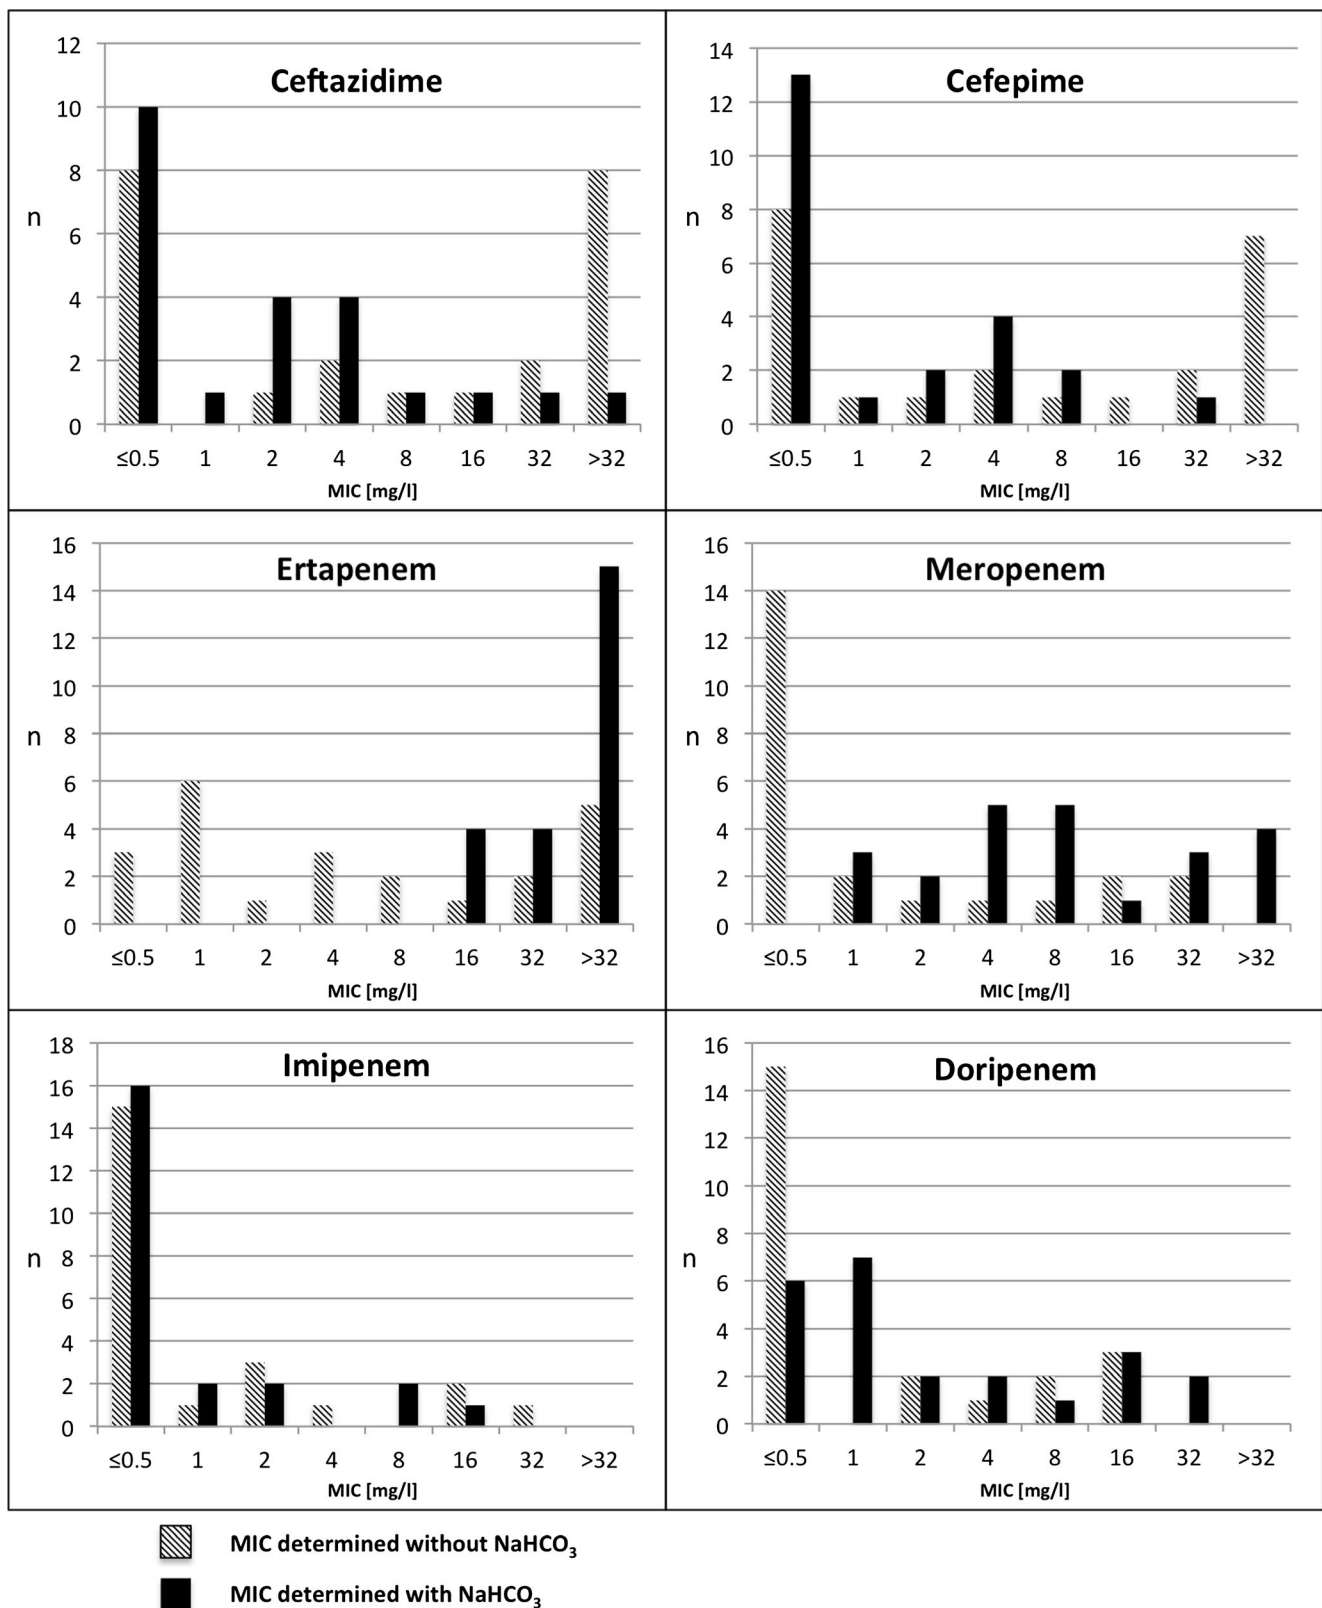 Ceftazidime
12
10
8
6
4
2
0
n
≤0.5 1 2 4 8 16 32 >32
MIC [mg/l]
Cefepime
14
12
10
8
6
4
2
0
n
≤0.5 1 2 4 8 16 32 >32
MIC [mg/l]
Ertapenem
16
14
12
10
8
6
4
2
0
n
≤0.5 1 2 4 8 16 32 >32
MIC [mg/l]
Meropenem
16
14
12
10
8
6
4
2
0
n
≤0.5 1 2 4 8 16 32 >32
MIC [mg/l]
Imipenem
18
16
14
12
10
8
6
4
2
0
n
≤0.5 1 2 4 8 16 32 >32
MIC [mg/l]
Doripenem
16
14
12
10
8
6
4
2
0
n
≤0.5 1 2 4 8 16 32 >32
MIC [mg/l]
MIC determined without NaHCO₃
MIC determined with NaHCO₃